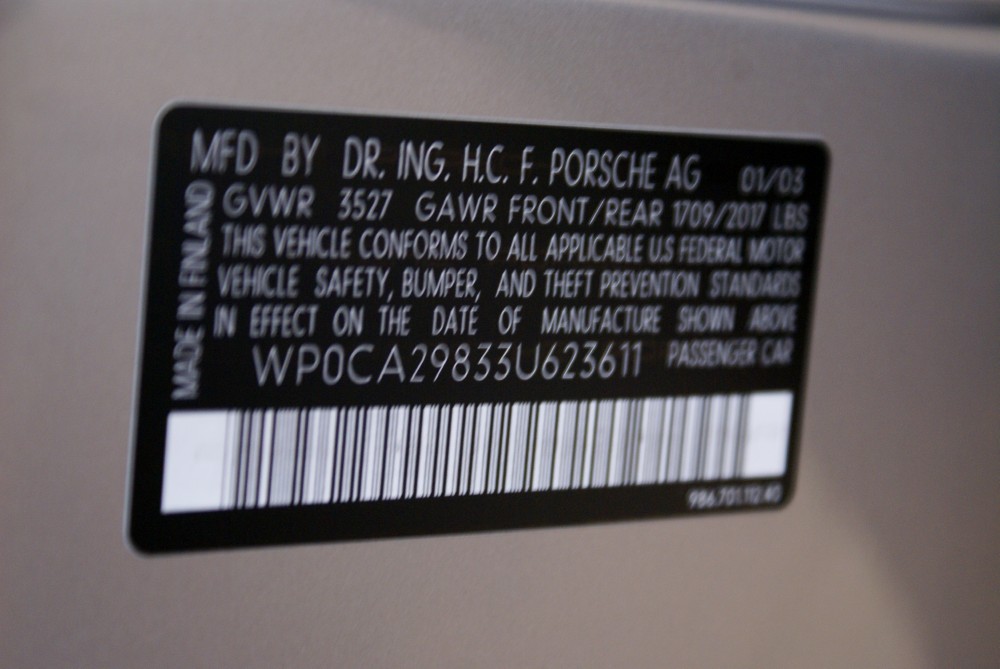 MFD BY DR. ING. H.C. F. PORSCHE AG 01/03
GVWR 3527 GAWR FRONT/REAR 1709/2017 LBS
THIS VEHICLE CONFORMS TO ALL APPLICABLE U.S FEDERAL MOTOR
VEHICLE SAFETY, BUMPER, AND THEFT PREVENTION STANDARDS
IN EFFECT ON THE DATE OF MANUFACTURE SHOWN ABOVE
WP0CA29833U623611 PASSENGER CAR
MADE IN FINLAND
986.701.112.40